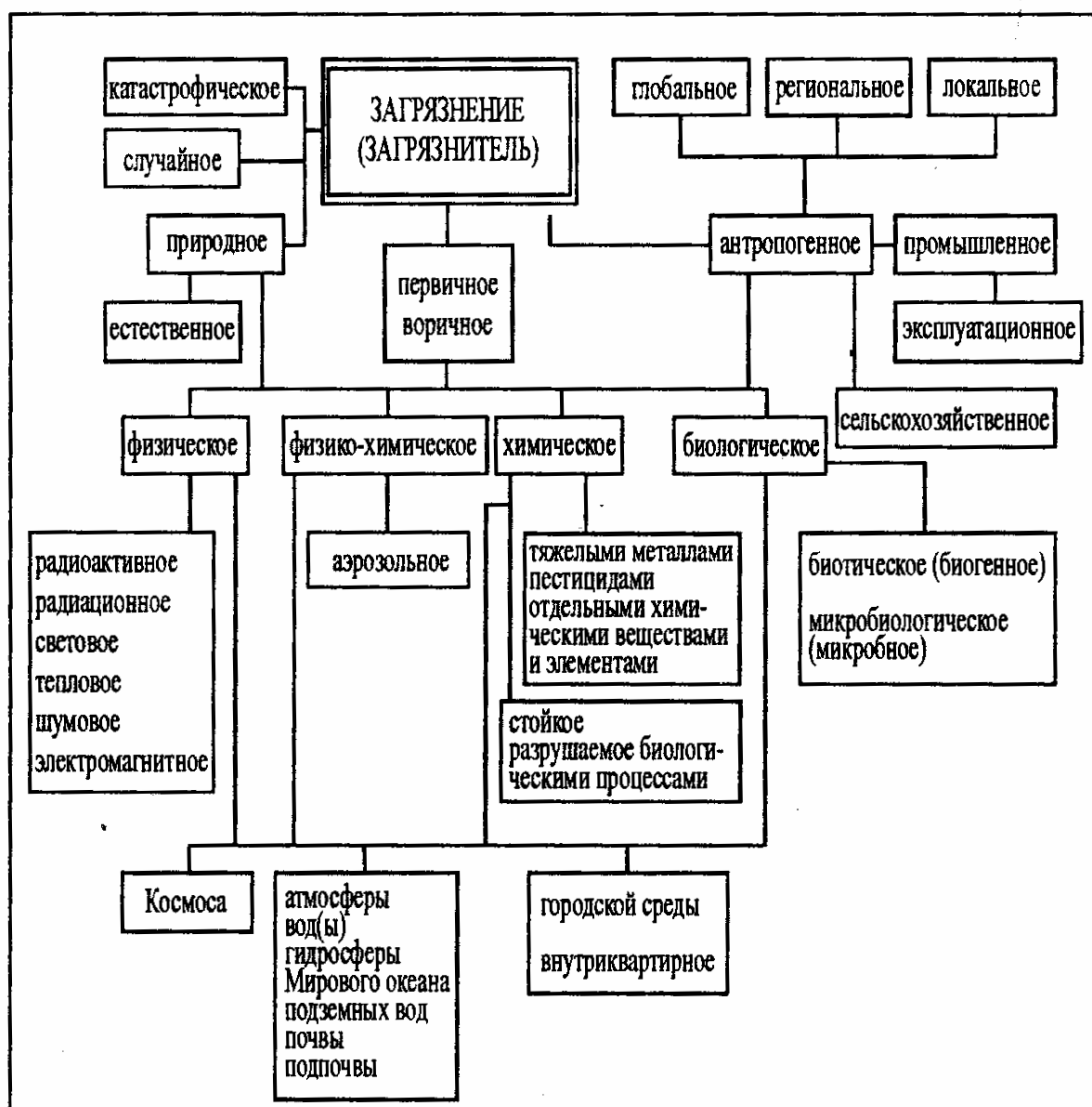 катастрофическое
ЗАГРЯЗНЕНИЕ
(ЗАГРЯЗНИТЕЛЬ)
глобальное
региональное
локальное
случайное
природное
антропогенное
промышленное
первичное
воричное
естественное
эксплуатационное
сельскохозяйственное
физическое
физико-химическое
химическое
биологическое
радиоактивное
радиационное
световое
тепловое
шумовое
электромагнитное
аэрозольное
тяжелыми металлами
пестицидами
отдельными хими-
ческими веществами
и элементами
биотическое (биогенное)
микробиологическое
(микробное)
стойкое
разрушаемое биологи-
ческими процессами
Космоса
атмосферы
вод(ы)
гидросферы
Мирового океана
подземных вод
почвы
подпочвы
городской среды
внутриквартирное